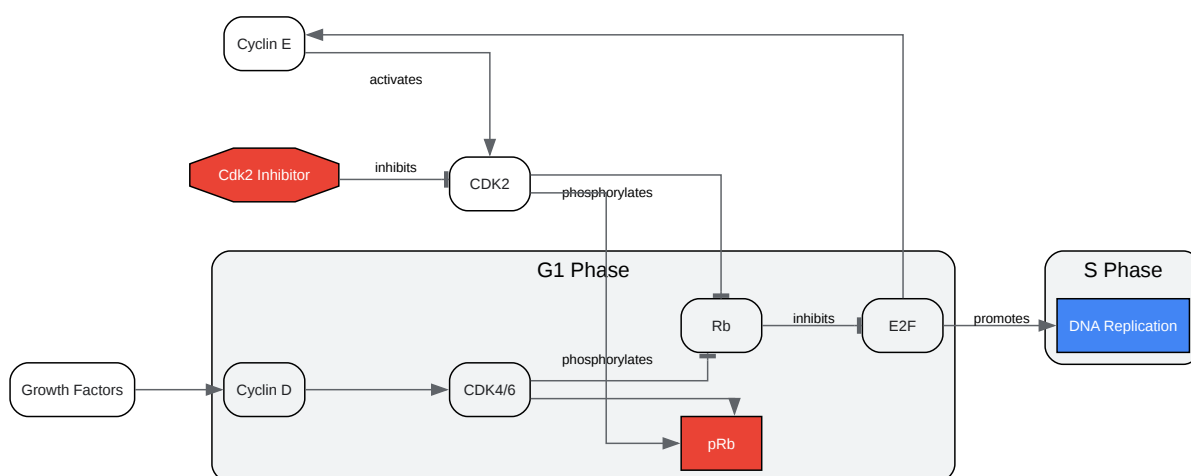 Cyclin E
activates
Cdk2 Inhibitor
inhibits
CDK2
phosphorylates
G1 Phase
S Phase
Rb
inhibits
E2F
promotes
DNA Replication
phosphorylates
Growth Factors
Cyclin D
CDK4/6
pRb